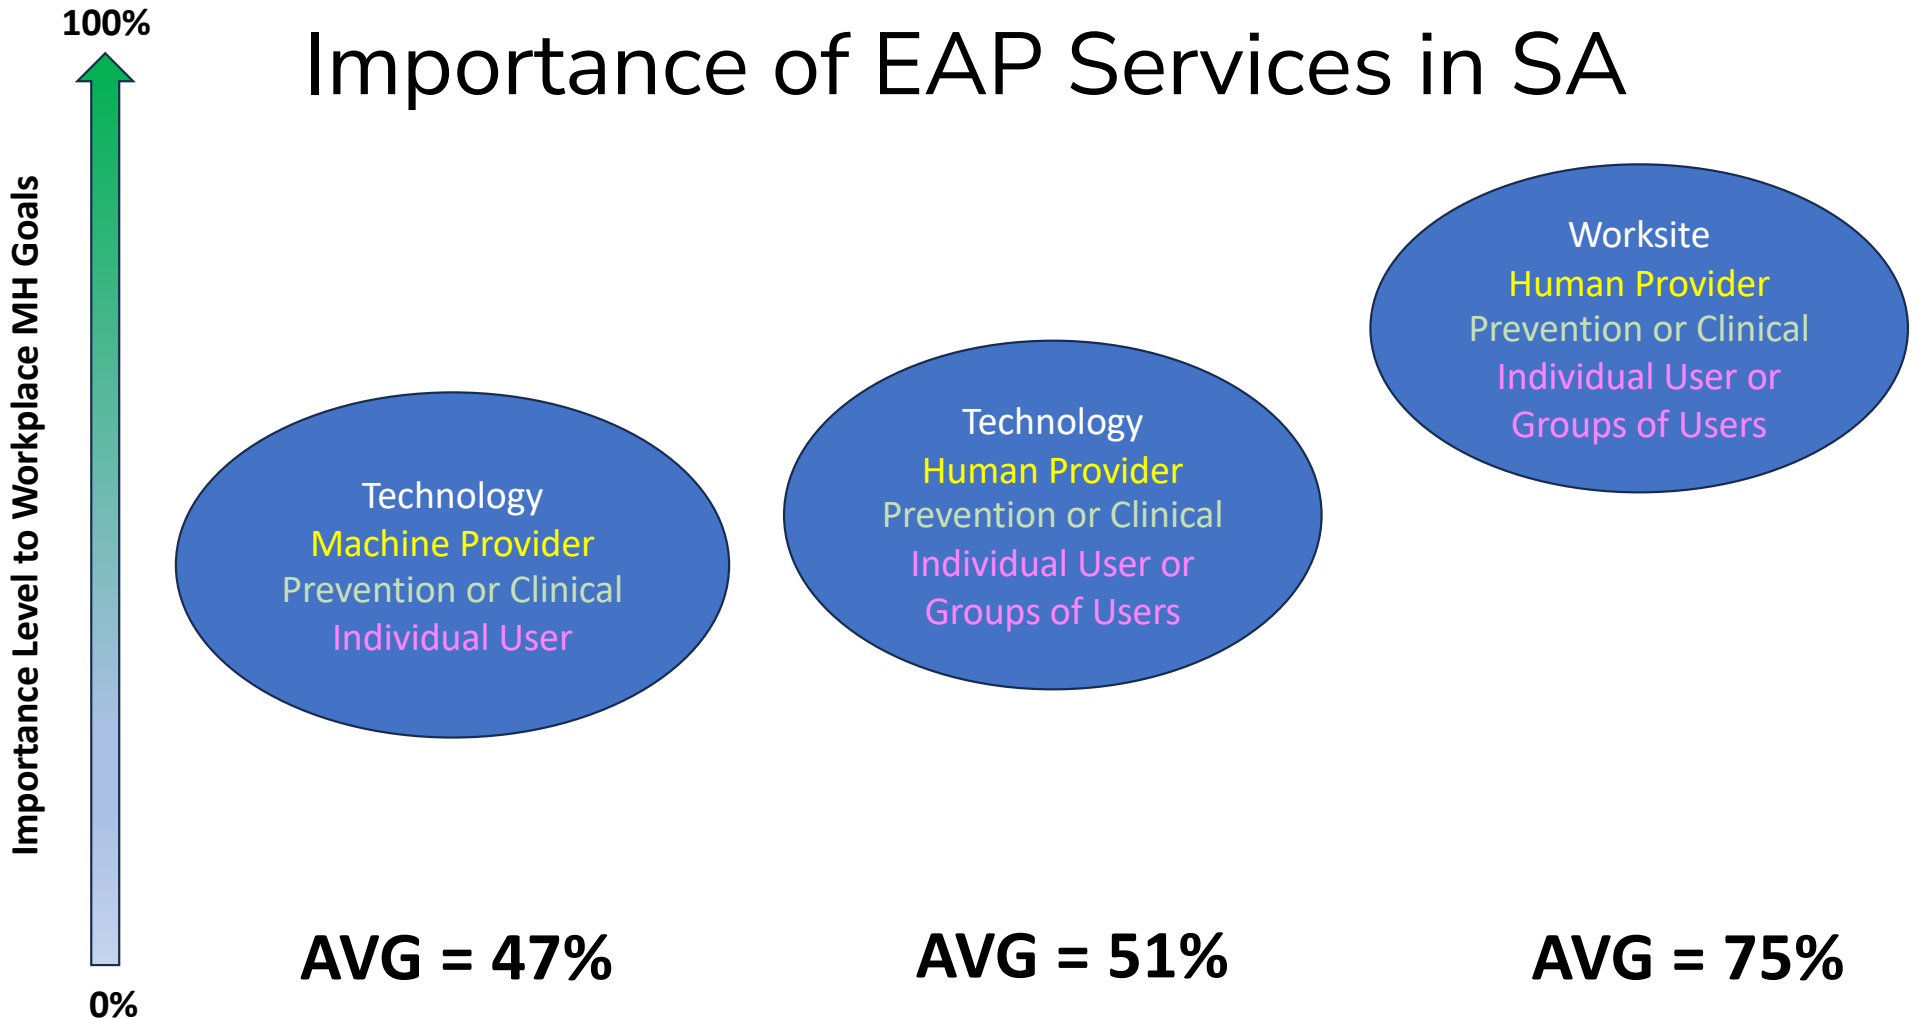 100%
Importance of EAP Services in SA
Importance Level to Workplace MH Goals
Technology
Machine Provider
Prevention or Clinical
Individual User
Technology
Human Provider
Prevention or Clinical
Individual User or
Groups of Users
Worksite
Human Provider
Prevention or Clinical
Individual User or
Groups of Users
AVG = 47%
AVG = 51%
AVG = 75%
0%